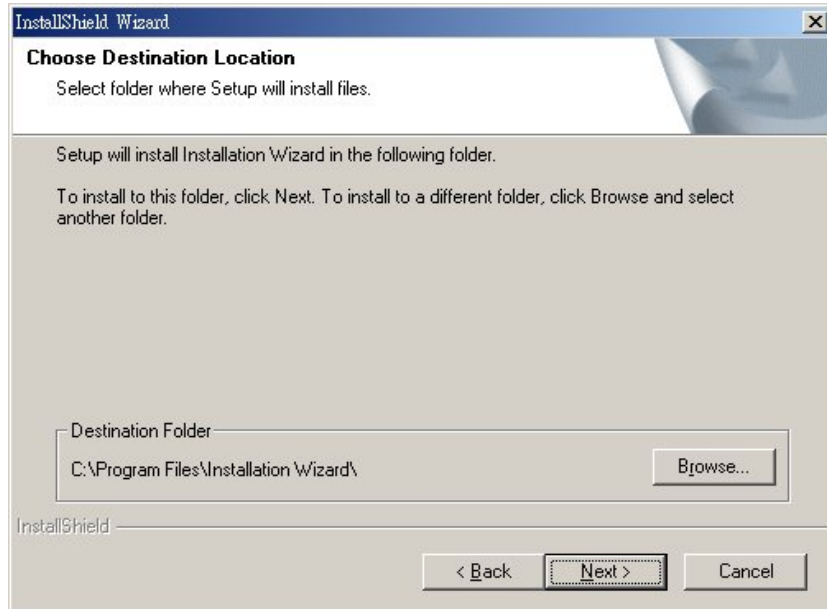 InstallShield Wizard
Choose Destination Location
Select folder where Setup will install files.
Setup will install Installation Wizard in the following folder.
To install to this folder, click Next. To install to a different folder, click Browse and select
another folder.
Destination Folder
C:\Program Files\Installation Wizard\
Browse...
InstallShield
< Back
Next >
Cancel